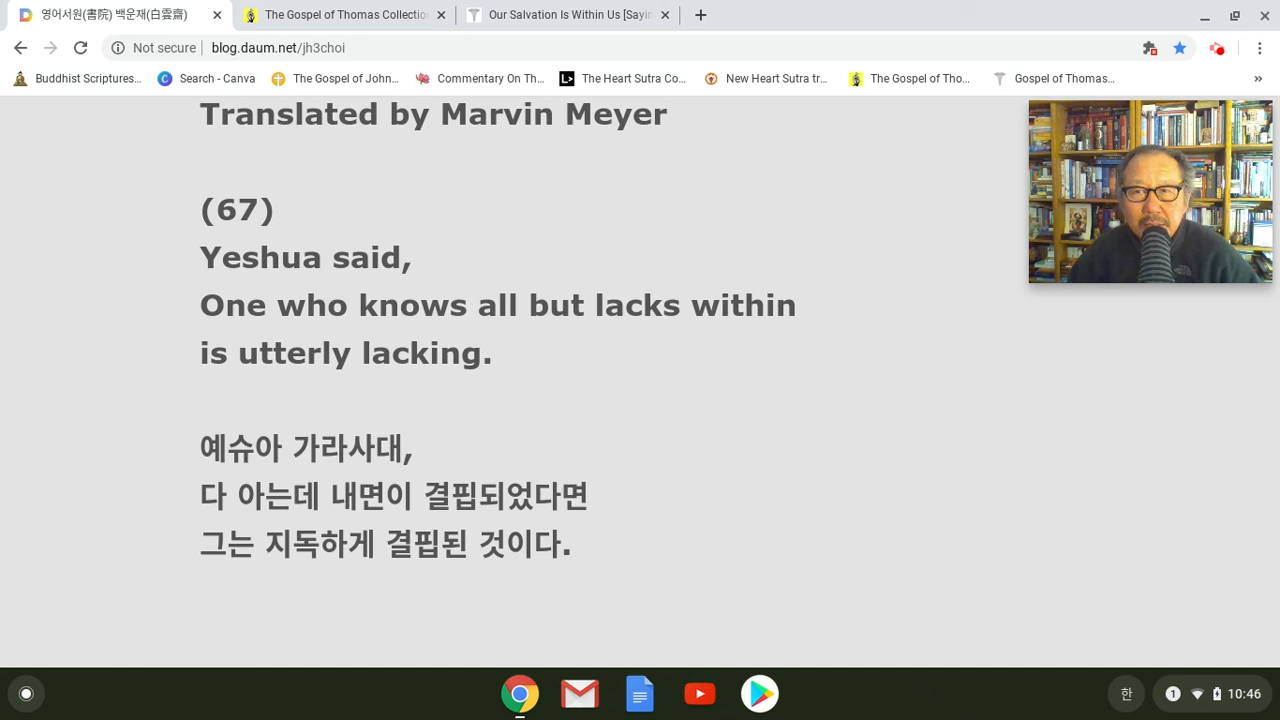 영어서원(書院) 백운재(白雲齋)
The Gospel of Thomas Collectio
Our Salvation Is Within Us [Sayin
Not secure
blog.daum.net/jh3choi
Buddhist Scriptures...
Search - Canva
The Gospel of John...
Commentary On Th...
The Heart Sutra Co...
New Heart Sutra tr...
The Gospel of Tho...
Gospel of Thomas...
Translated by Marvin Meyer
(67)
Yeshua said,
One who knows all but lacks within
is utterly lacking.
예슈아 가라사대,
다 아는데 내면이 결핍되었다면
그는 지독하게 결핍된 것이다.
한
1
10:46